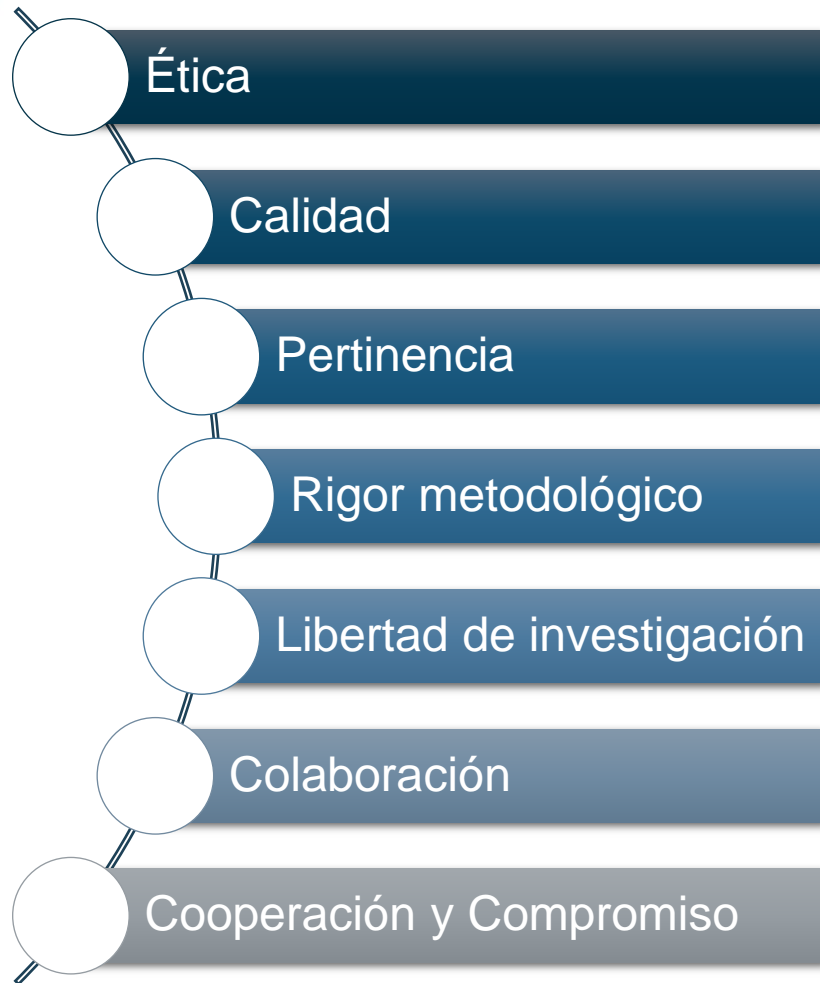 Ética
Calidad
Pertinencia
Rigor metodológico
Libertad de investigación
Colaboración
Cooperación y Compromiso